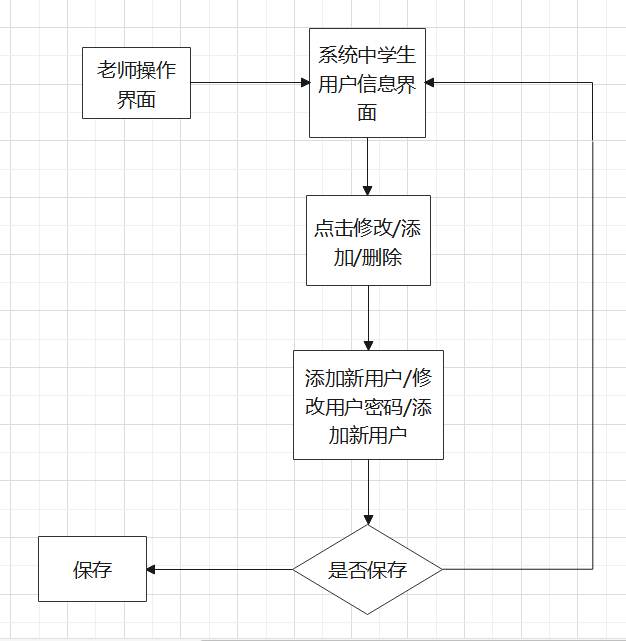 老师操作
界面
系统中学生
用户信息界
面
点击修改/添
加/删除
添加新用户/修
改用户密码/添
加新用户
是否保存
保存